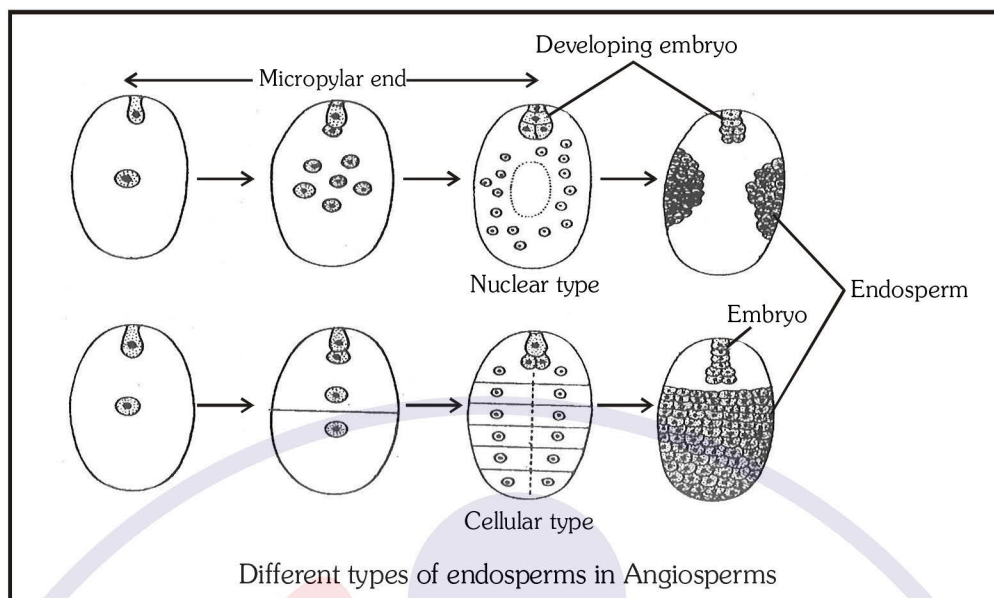 Developing embryo
Micropylar end
Nuclear type
Endosperm
Embryo
Cellular type
Different types of endosperms in Angiosperms